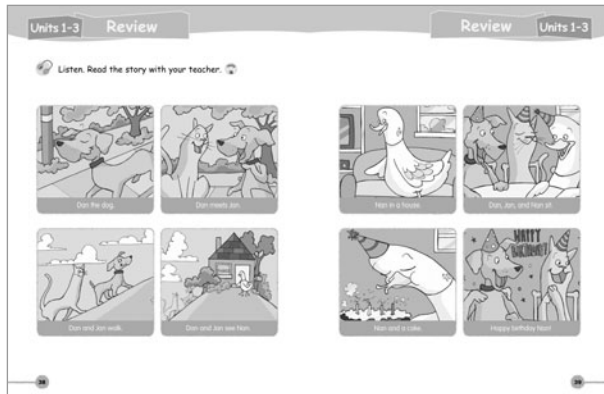 Units 1-3 Review
Listen. Read the story with your teacher.
Dan the dog.
Dan meets Jan.
Dan and Jan walk.
Dan and Jan see Nan.
38
Review Units 1-3
Nan in a house.
Dan, Jan, and Nan sit.
Nan and a cake.
HAPPY BIRTHDAY!
Happy birthday Nan!
39